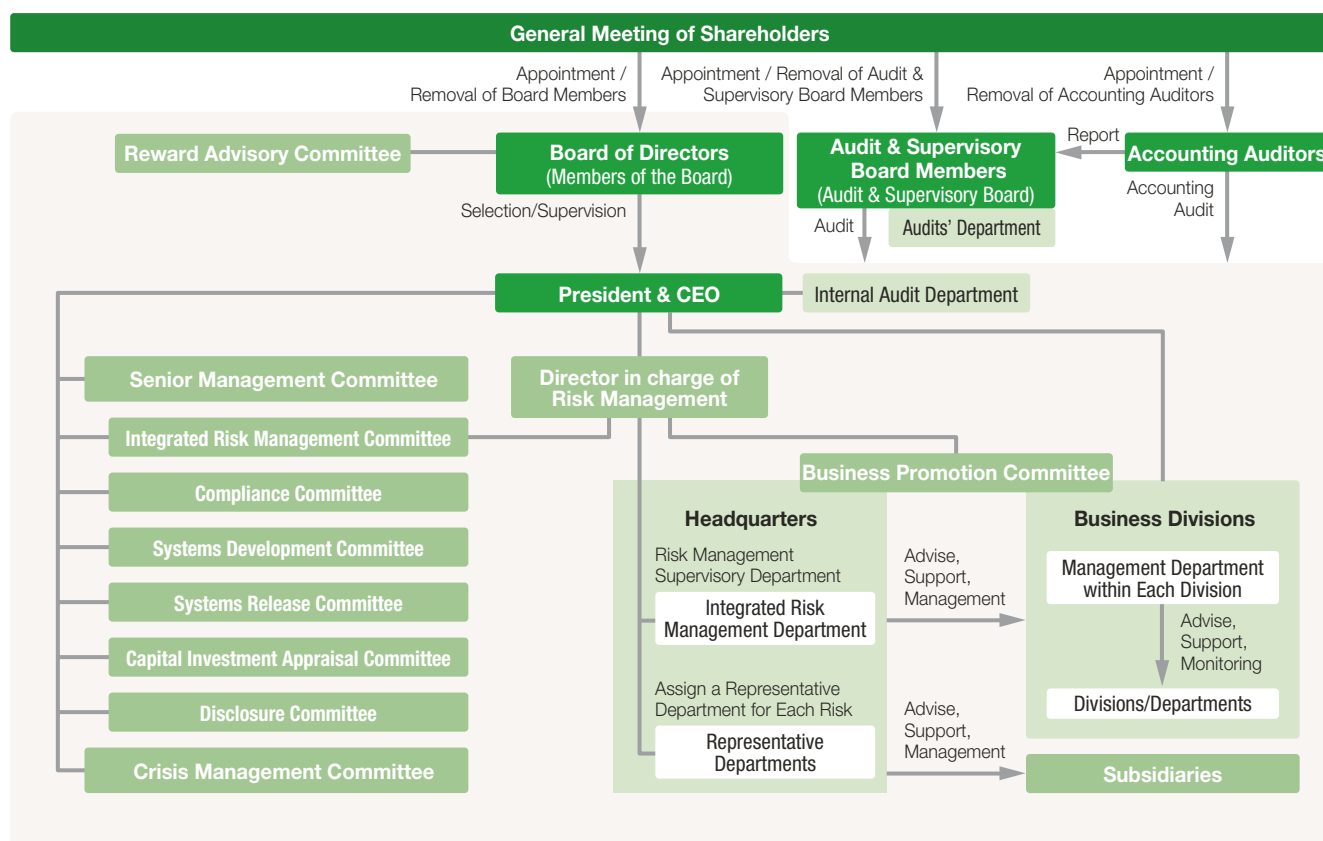 General Meeting of Shareholders
Appointment /
Removal of Board Members
Appointment / Removal of Audit &
Supervisory Board Members
Appointment /
Removal of Accounting Auditors
Reward Advisory Committee
Board of Directors
(Members of the Board)
Audit & Supervisory
Board Members
(Audit & Supervisory Board)
Report
Accounting Auditors
Selection/Supervision
Audit
Audits' Department
Accounting
Audit
President & CEO
Internal Audit Department
Senior Management Committee
Integrated Risk Management Committee
Compliance Committee
Systems Development Committee
Systems Release Committee
Capital Investment Appraisal Committee
Disclosure Committee
Crisis Management Committee
Director in charge of
Risk Management
Business Promotion Committee
Headquarters
Risk Management
Supervisory Department
Integrated Risk
Management Department
Assign a Representative
Department for Each Risk
Representative
Departments
Advise,
Support,
Management
Advise,
Support,
Management
Business Divisions
Management Department
within Each Division
Advise,
Support,
Monitoring
Divisions/Departments
Subsidiaries